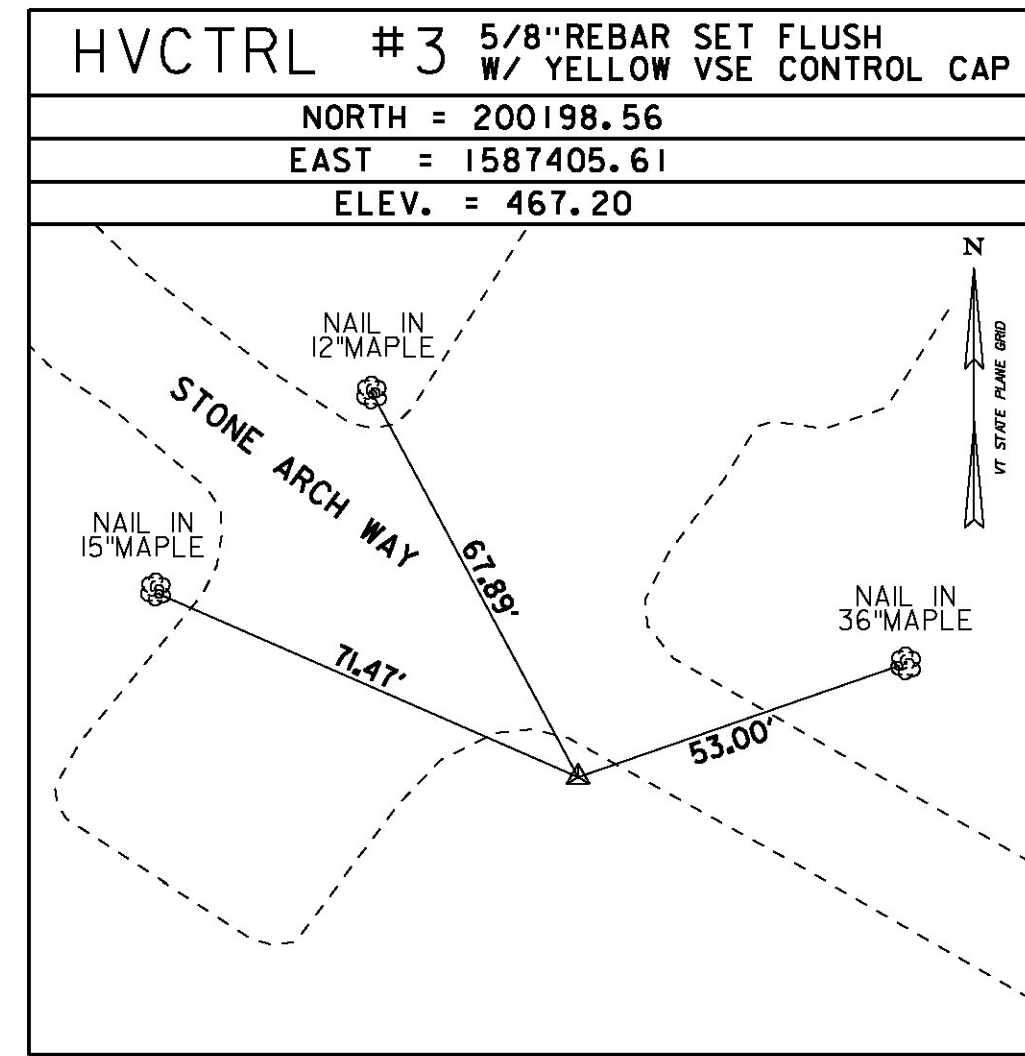 HVCTRL #3 5/8"REBAR SET FLUSH
W/ YELLOW VSE CONTROL CAP
NORTH = 200198.56
EAST = 1587405.61
ELEV. = 467.20
N
VT STATE PLANE GRID
NAIL IN
12"MAPLE
STONE ARCH WAY
NAIL IN
15"MAPLE
67.89'
NAIL IN
36"MAPLE
71.47'
53.00'